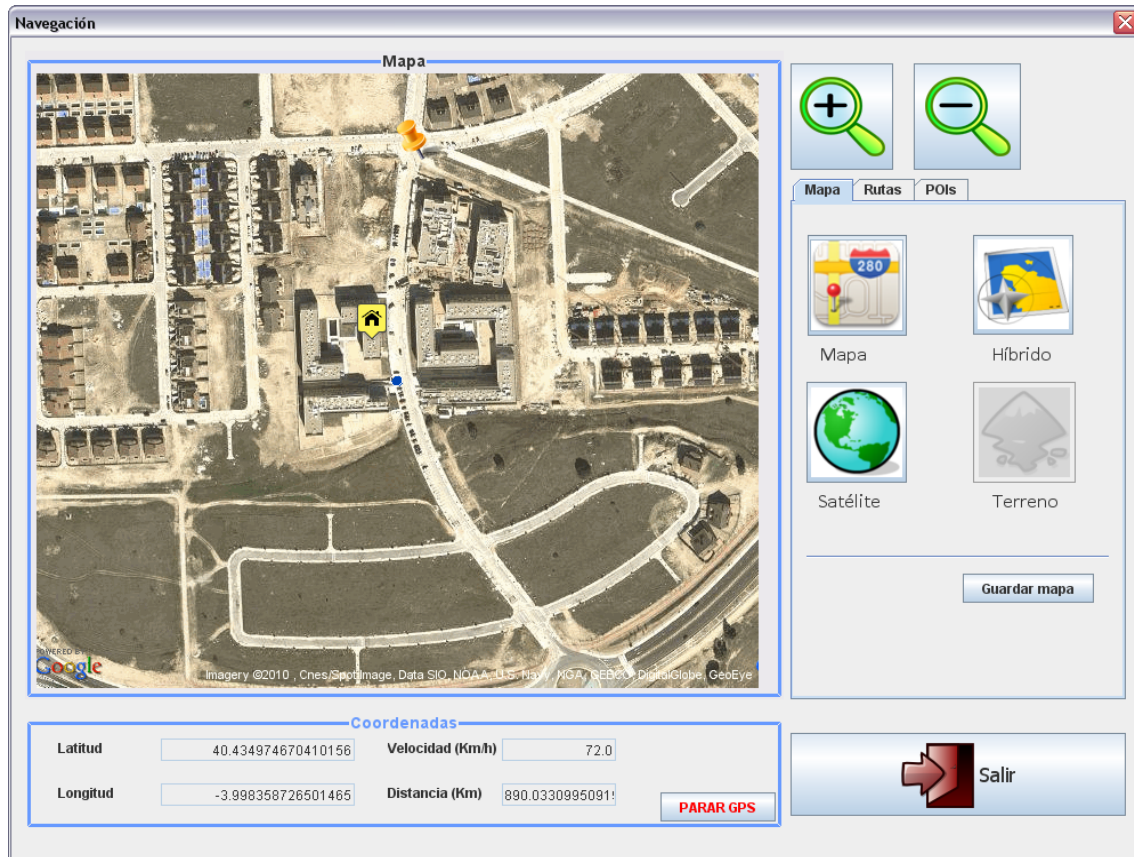 Navegación
Mapa
Mapa Rutas POIs
280
Mapa Híbrido
Satélite Terreno
Guardar mapa
POWERED BY
Google
Imagery ©2010 , Cnes/Spot Image, Data SIO, NOAA, U.S. Navy, NGA, GEBCO, DigitalGlobe, GeoEye
Coordenadas
Latitud 40.434974670410156 Velocidad (Km/h) 72.0
Longitud -3.998358726501465 Distancia (Km)
PARAR GPS
Salir